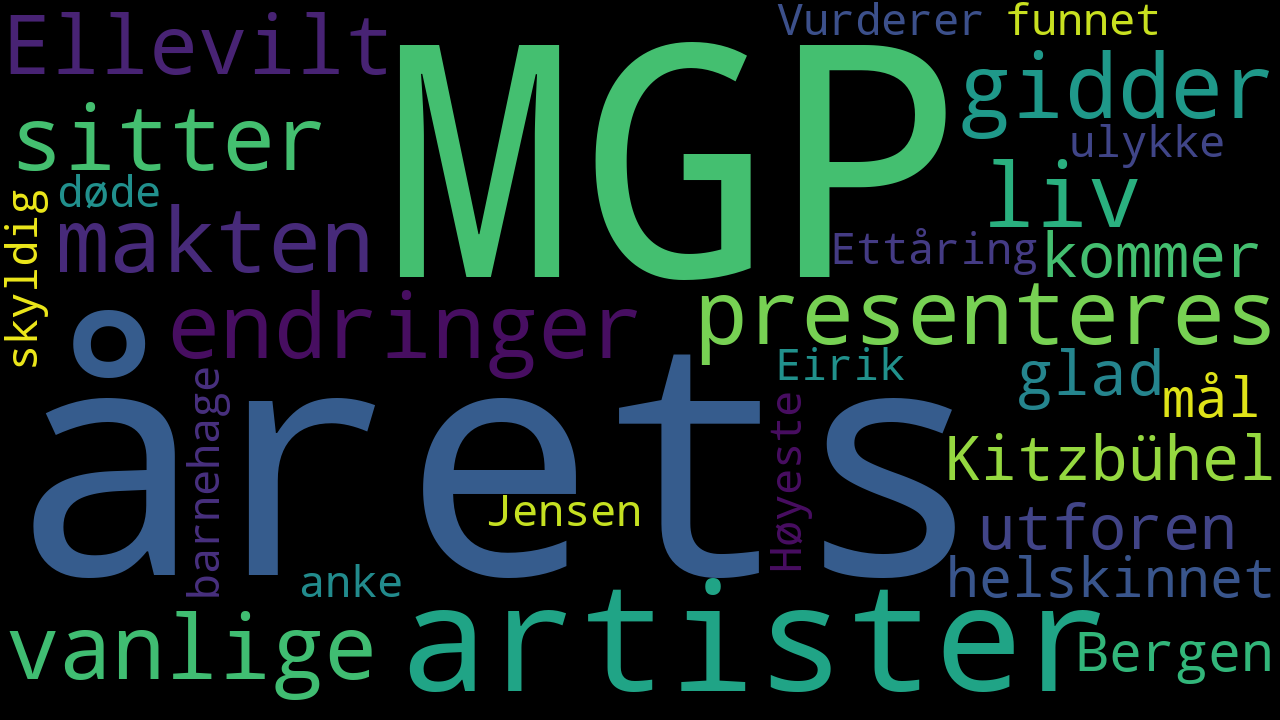 Ellevilt
MGP
Vurderer
funnet
gidder
sitter
ulykke
døde
liv
skyldig
makten
Ettåring
kommer
endringer
presenteres
årets
Eirik
glad
mål
barnehage
Høyeste
Kitzbühel
Jensen
utforen
anke
helskinnet
vanlige
artister
Bergen